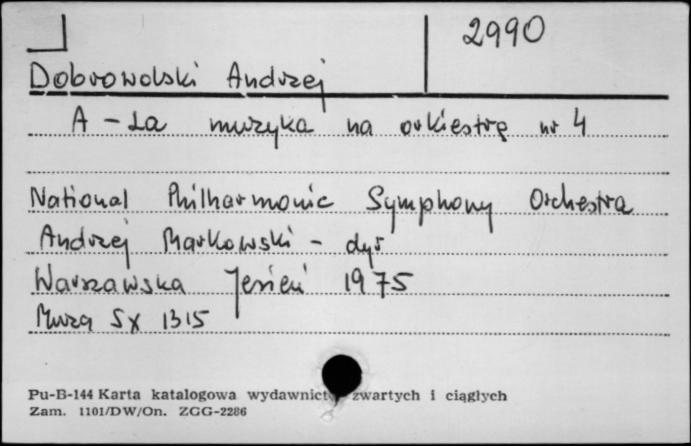 2990
Dobrowolski Andrzej
A - La muzyka na orkiestrę nr 4
National Philharmonic Symphony Orchestra
Andrzej Markowski - dyr
Warszawska Jesień 1975
Muza SX 1315
Pu-B-144 Karta katalogowa wydawnictw zwartych i ciągłych
Zam. 1101/DW/On. ZGG-2286